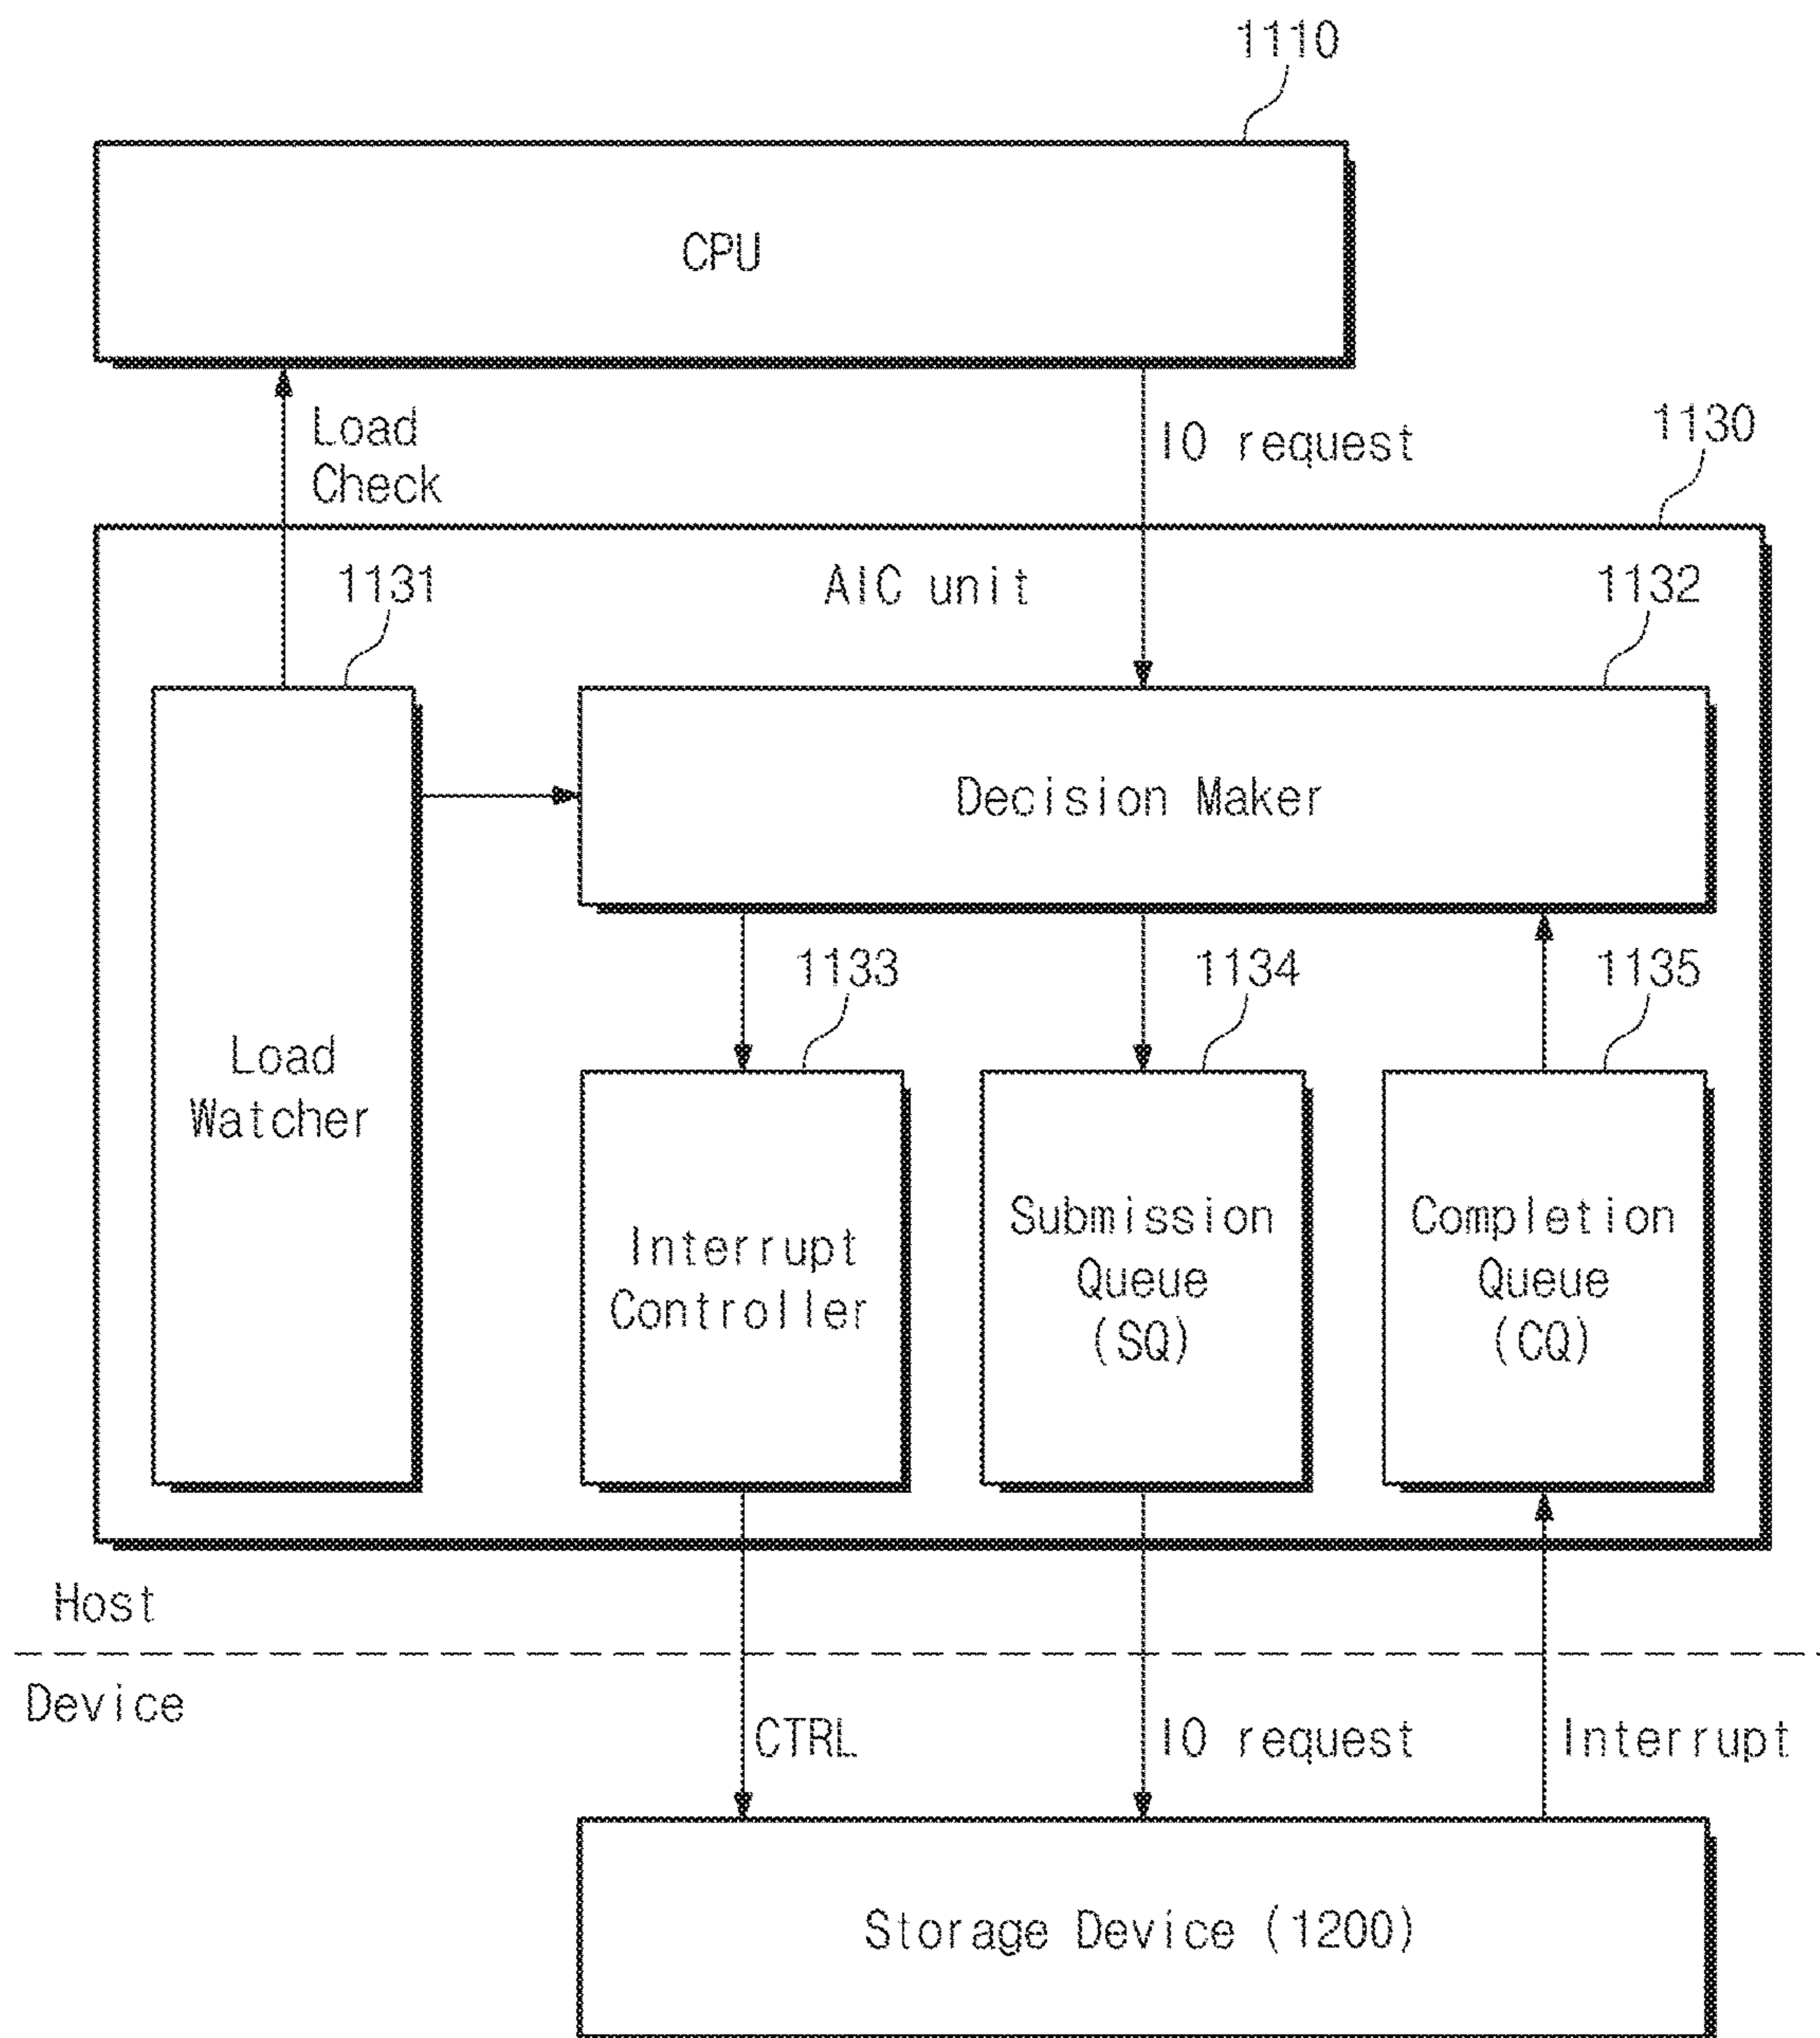 1110
CPU
Load
Check
IO request
1130
AIC unit
1131
1132
Decision Maker
1133
1134
1135
Load
Watcher
Interrupt
Controller
Submission
Queue
(SQ)
Completion
Queue
(CQ)
Host
Device
CTRL
IO request
Interrupt
Storage Device (1200)